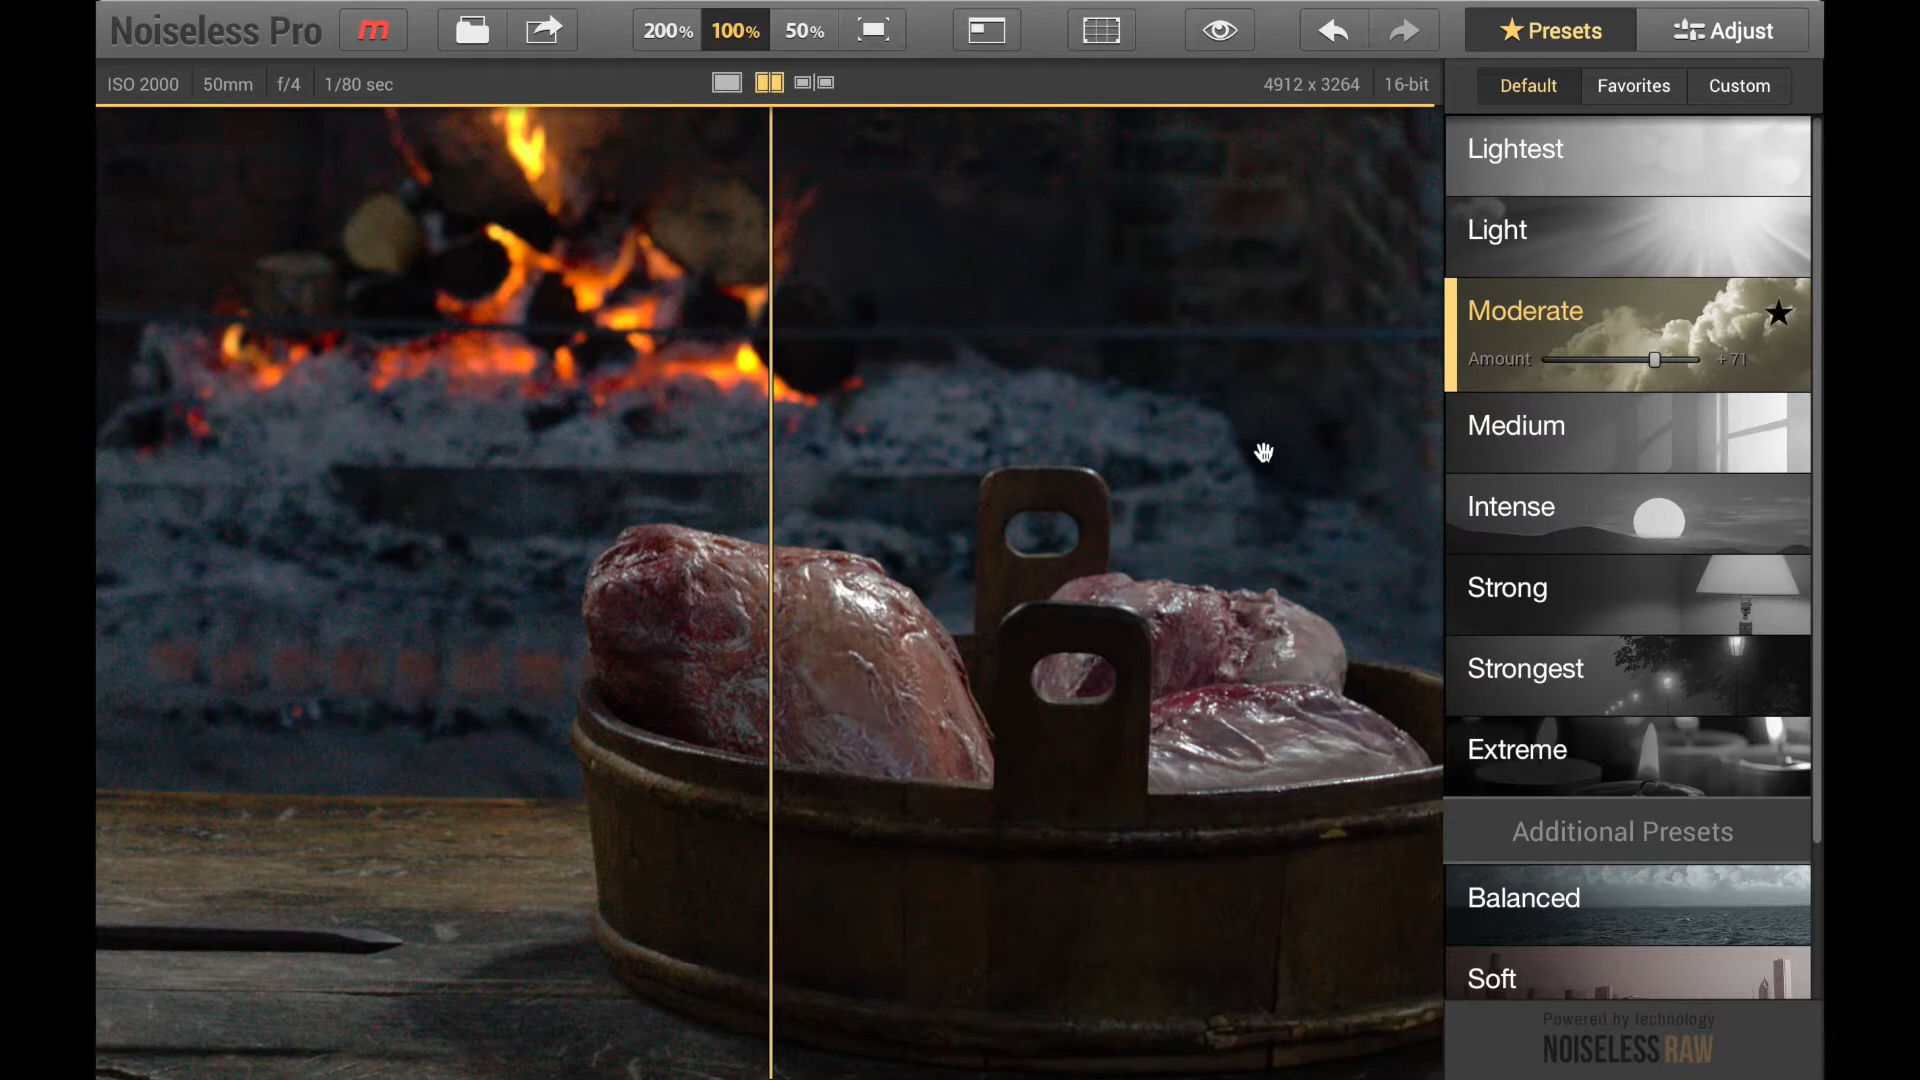 Noiseless Pro m 200% 100% 50% Presets Adjust
ISO 2000 50mm f/4 1/80 sec 4912 x 3264 16-bit
Default Favorites Custom
Lightest
Light
Moderate
Amount +71
Medium
Intense
Strong
Strongest
Extreme
Additional Presets
Balanced
Soft
Powered by technology
NOISELESS RAW